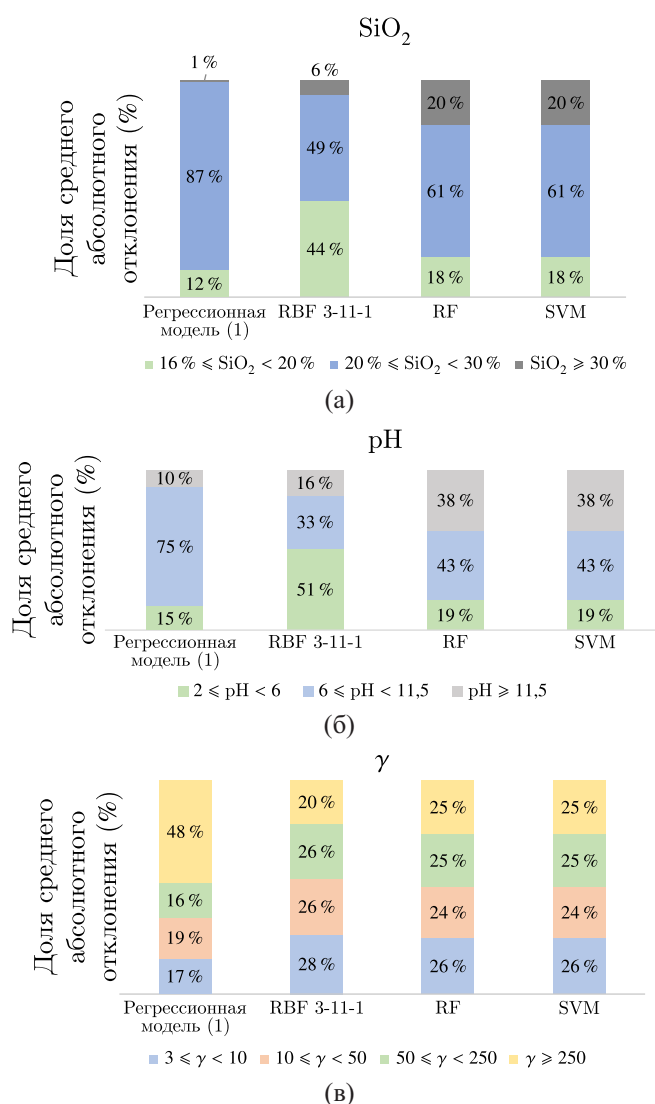 SiO₂
Доля среднего
абсолютного
отклонения (%)
1 %
6 %
20 %
20 %
87 %
49 %
61 %
61 %
12 %
44 %
18 %
18 %
Регрессионная
модель (1)
RBF 3-11-1
RF
SVM
16 % ⩽ SiO₂ < 20 %
20 % ⩽ SiO₂ < 30 %
SiO₂ ⩾ 30 %
(а)
pH
Доля среднего
абсолютного
отклонения (%)
10 %
16 %
38 %
38 %
75 %
33 %
43 %
43 %
15 %
51 %
19 %
19 %
Регрессионная
модель (1)
RBF 3-11-1
RF
SVM
2 ⩽ pH < 6
6 ⩽ pH < 11,5
pH ⩾ 11,5
(б)
γ
Доля среднего
абсолютного
отклонения (%)
48 %
20 %
25 %
25 %
16 %
26 %
25 %
25 %
19 %
26 %
24 %
24 %
17 %
28 %
26 %
26 %
Регрессионная
модель (1)
RBF 3-11-1
RF
SVM
3 ⩽ γ < 10
10 ⩽ γ < 50
50 ⩽ γ < 250
γ ⩾ 250
(в)